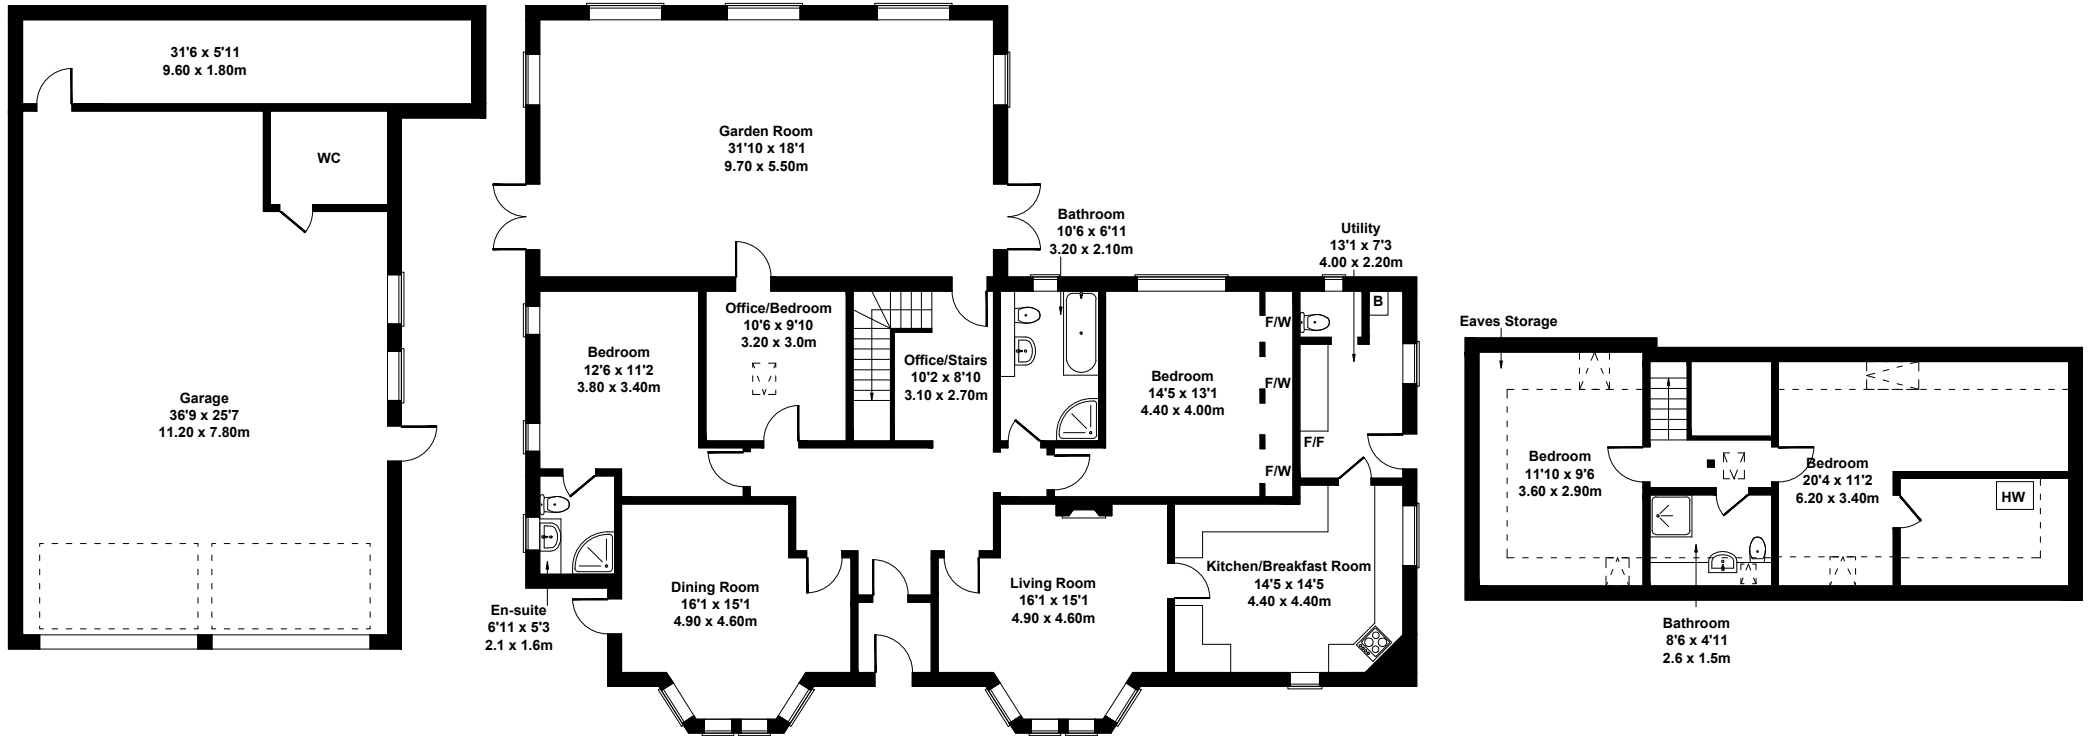 31'6 x 5'11
9.60 x 1.80m
WC
Garage
36'9 x 25'7
11.20 x 7.80m
Garden Room
31'10 x 18'1
9.70 x 5.50m
Bathroom
10'6 x 6'11
3.20 x 2.10m
Utility
13'1 x 7'3
4.00 x 2.20m
B
Office/Bedroom
10'6 x 9'10
3.20 x 3.0m
Bedroom
12'6 x 11'2
3.80 x 3.40m
Office/Stairs
10'2 x 8'10
3.10 x 2.70m
Bedroom
14'5 x 13'1
4.40 x 4.00m
F/W
F/W
F/W
F/F
En-suite
6'11 x 5'3
2.1 x 1.6m
Dining Room
16'1 x 15'1
4.90 x 4.60m
Living Room
16'1 x 15'1
4.90 x 4.60m
Kitchen/Breakfast Room
14'5 x 14'5
4.40 x 4.40m
Eaves Storage
Bedroom
11'10 x 9'6
3.60 x 2.90m
Bedroom
20'4 x 11'2
6.20 x 3.40m
HW
Bathroom
8'6 x 4'11
2.6 x 1.5m